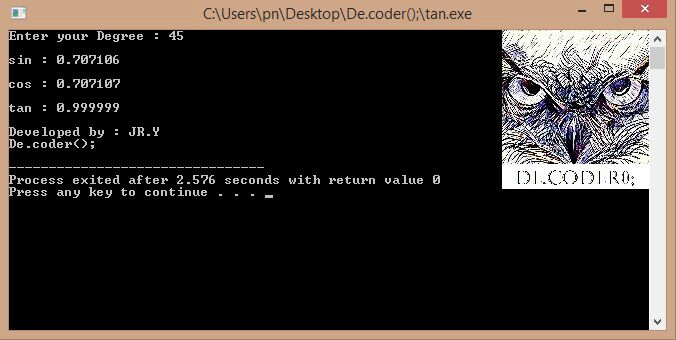 C:\Users\pn\Desktop\De.coder();\tan.exe
Enter your Degree : 45
sin : 0.707106
cos : 0.707107
tan : 0.999999
Developed by : JR.Y
De.coder();
--------------------------------
Process exited after 2.576 seconds with return value 0
Press any key to continue . . .
DE.CODER();